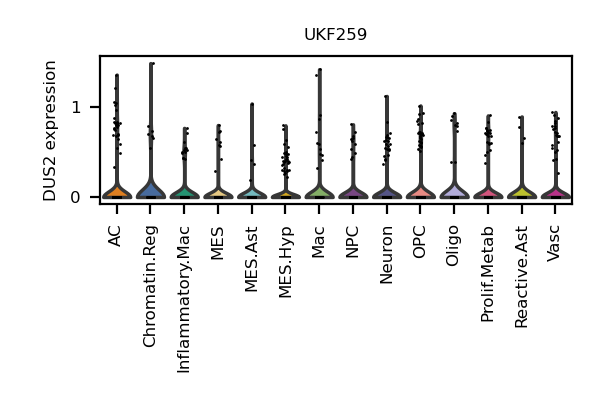 UKF259
DUS2 expression
1
0
AC
Chromatin.Reg
Inflammatory.Mac
MES
MES.Ast
MES.Hyp
Mac
NPC
Neuron
OPC
Oligo
Prolif.Metab
Reactive.Ast
Vasc